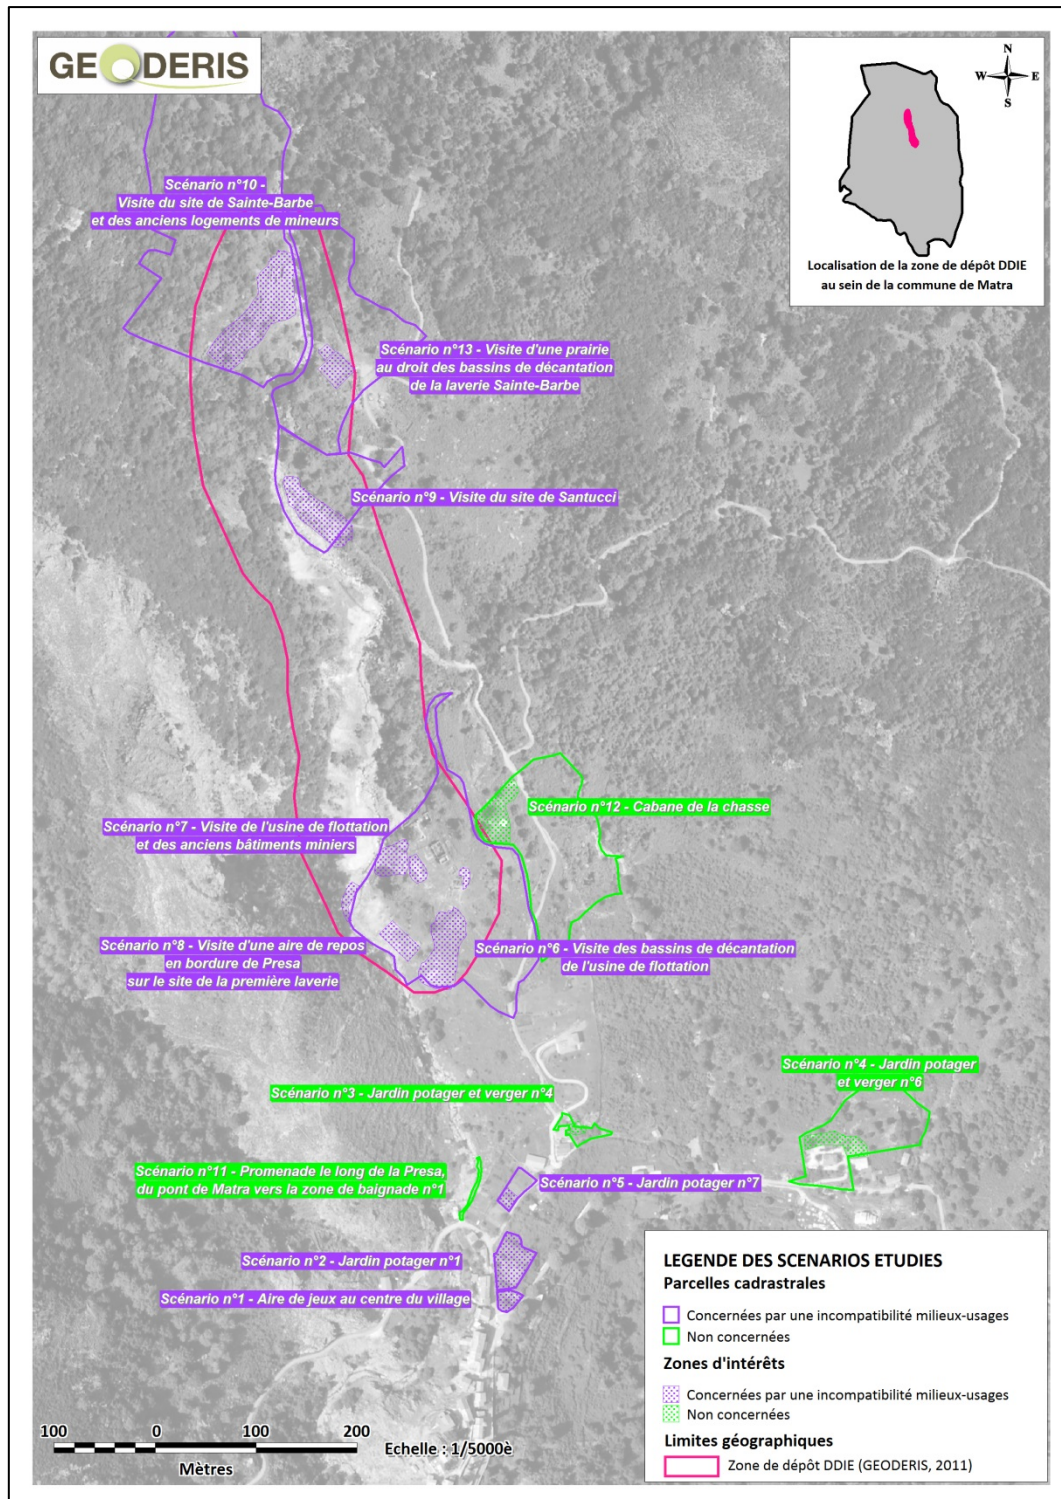 GEODERIS
N
W E
S
Localisation de la zone de dépôt DDIE
au sein de la commune de Matra
Scénario n°10 -
Visite du site de Sainte-Barbe
et des anciens logements de mineurs
Scénario n°13 - Visite d'une prairie
au droit des bassins de décantation
de la laverie Sainte-Barbe
Scénario n°9 - Visite du site de Santucci
Scénario n°12 - Cabane de la chasse
Scénario n°7 - Visite de l'usine de flottation
et des anciens bâtiments miniers
Scénario n°8 - Visite d'une aire de repos
en bordure de Presa
sur le site de la première laverie
Scénario n°6 - Visite des bassins de décantation
de l'usine de flottation
Scénario n°4 - Jardin potager
et verger n°6
Scénario n°3 - Jardin potager et verger n°4
Scénario n°11 - Promenade le long de la Presa,
du pont de Matra vers la zone de baignade n°1
Scénario n°5 - Jardin potager n°7
Scénario n°2 - Jardin potager n°1
Scénario n°1 - Aire de jeux au centre du village
LEGENDE DES SCENARIOS ETUDIES
Parcelles cadrastrales
Concernées par une incompatibilité milieux-usages
Non concernées
Zones d'intérêts
Concernées par une incompatibilité milieux-usages
Non concernées
Limites géographiques
Zone de dépôt DDIE (GEODERIS, 2011)
100 0 100 200
Mètres
Echelle : 1/5000è